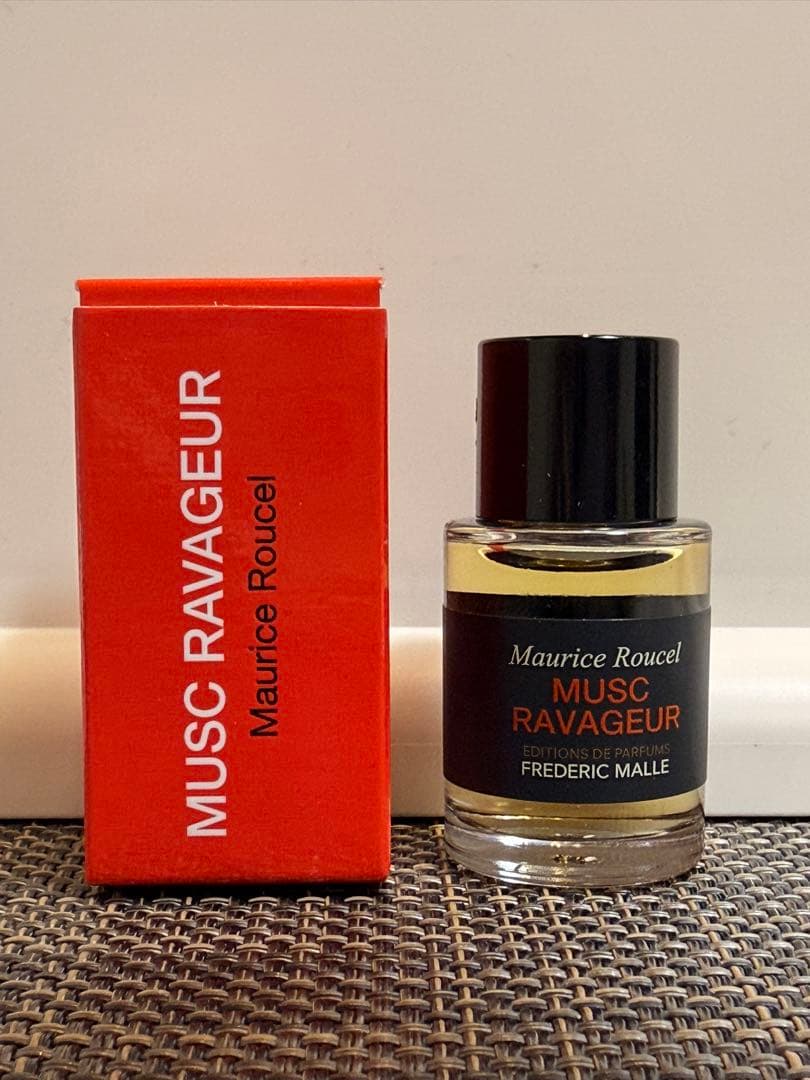 MUSC RAVAGEUR
Maurice Roucel
Maurice Roucel
MUSC
RAVAGEUR
EDITIONS DE PARFUMS
FREDERIC MALLE